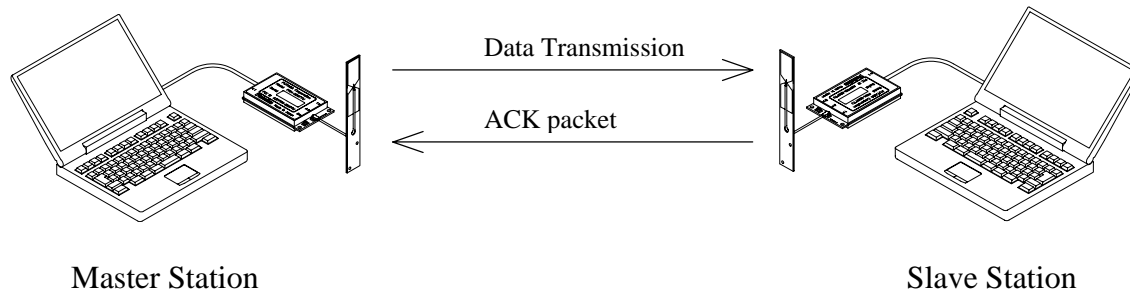 Data Transmission
ACK packet
Master Station
Slave Station